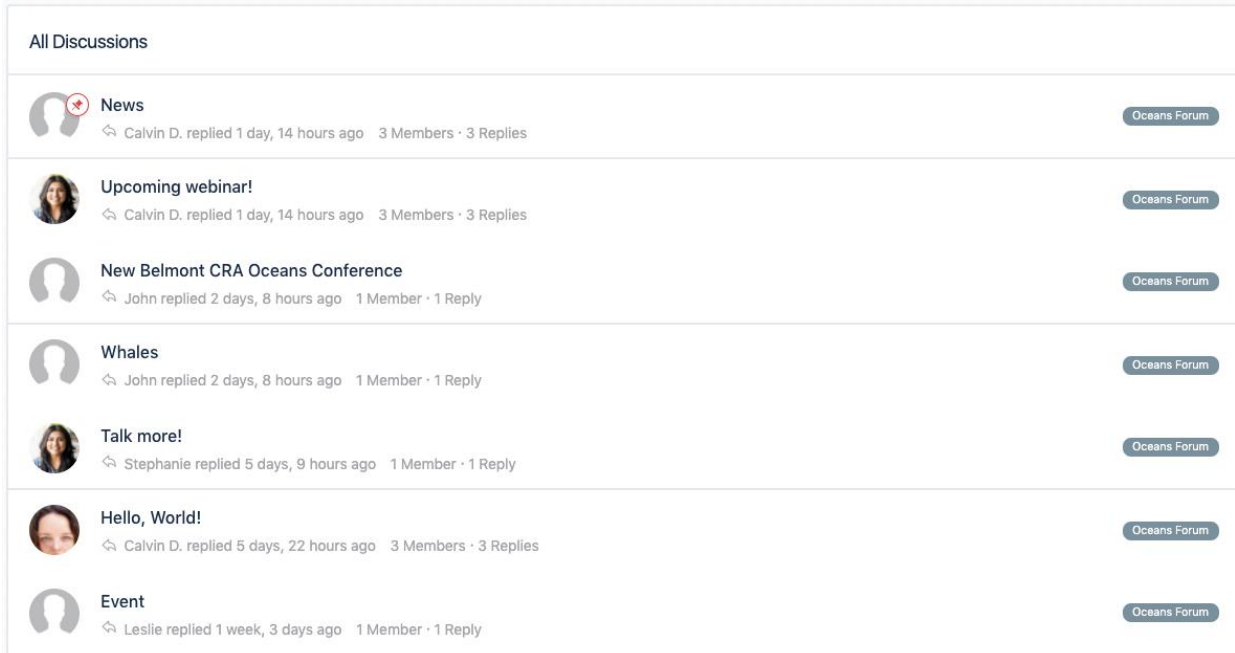 All Discussions
News
Calvin D. replied 1 day, 14 hours ago 3 Members · 3 Replies
Oceans Forum
Upcoming webinar!
Calvin D. replied 1 day, 14 hours ago 3 Members · 3 Replies
Oceans Forum
New Belmont CRA Oceans Conference
John replied 2 days, 8 hours ago 1 Member · 1 Reply
Oceans Forum
Whales
John replied 2 days, 8 hours ago 1 Member · 1 Reply
Oceans Forum
Talk more!
Stephanie replied 5 days, 9 hours ago 1 Member · 1 Reply
Oceans Forum
Hello, World!
Calvin D. replied 5 days, 22 hours ago 3 Members · 3 Replies
Oceans Forum
Event
Leslie replied 1 week, 3 days ago 1 Member · 1 Reply
Oceans Forum